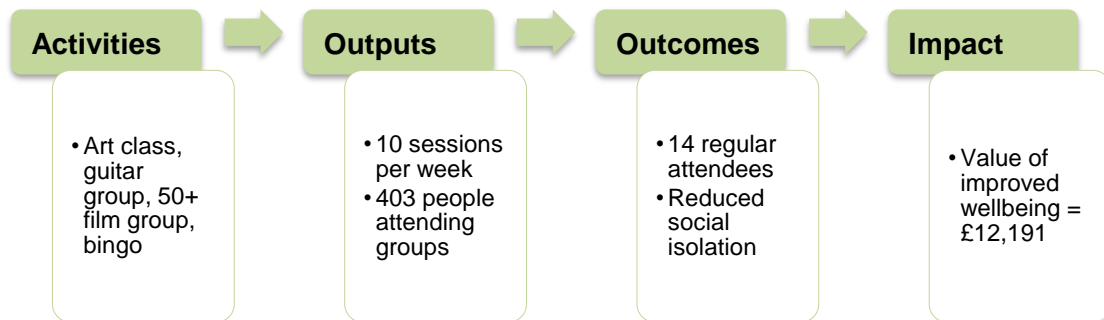 Activities
• Art class,
guitar
group, 50+
film group,
bingo
Outputs
• 10 sessions
per week
• 403 people
attending
groups
Outcomes
• 14 regular
attendees
• Reduced
social
isolation
Impact
• Value of
improved
wellbeing =
£12,191